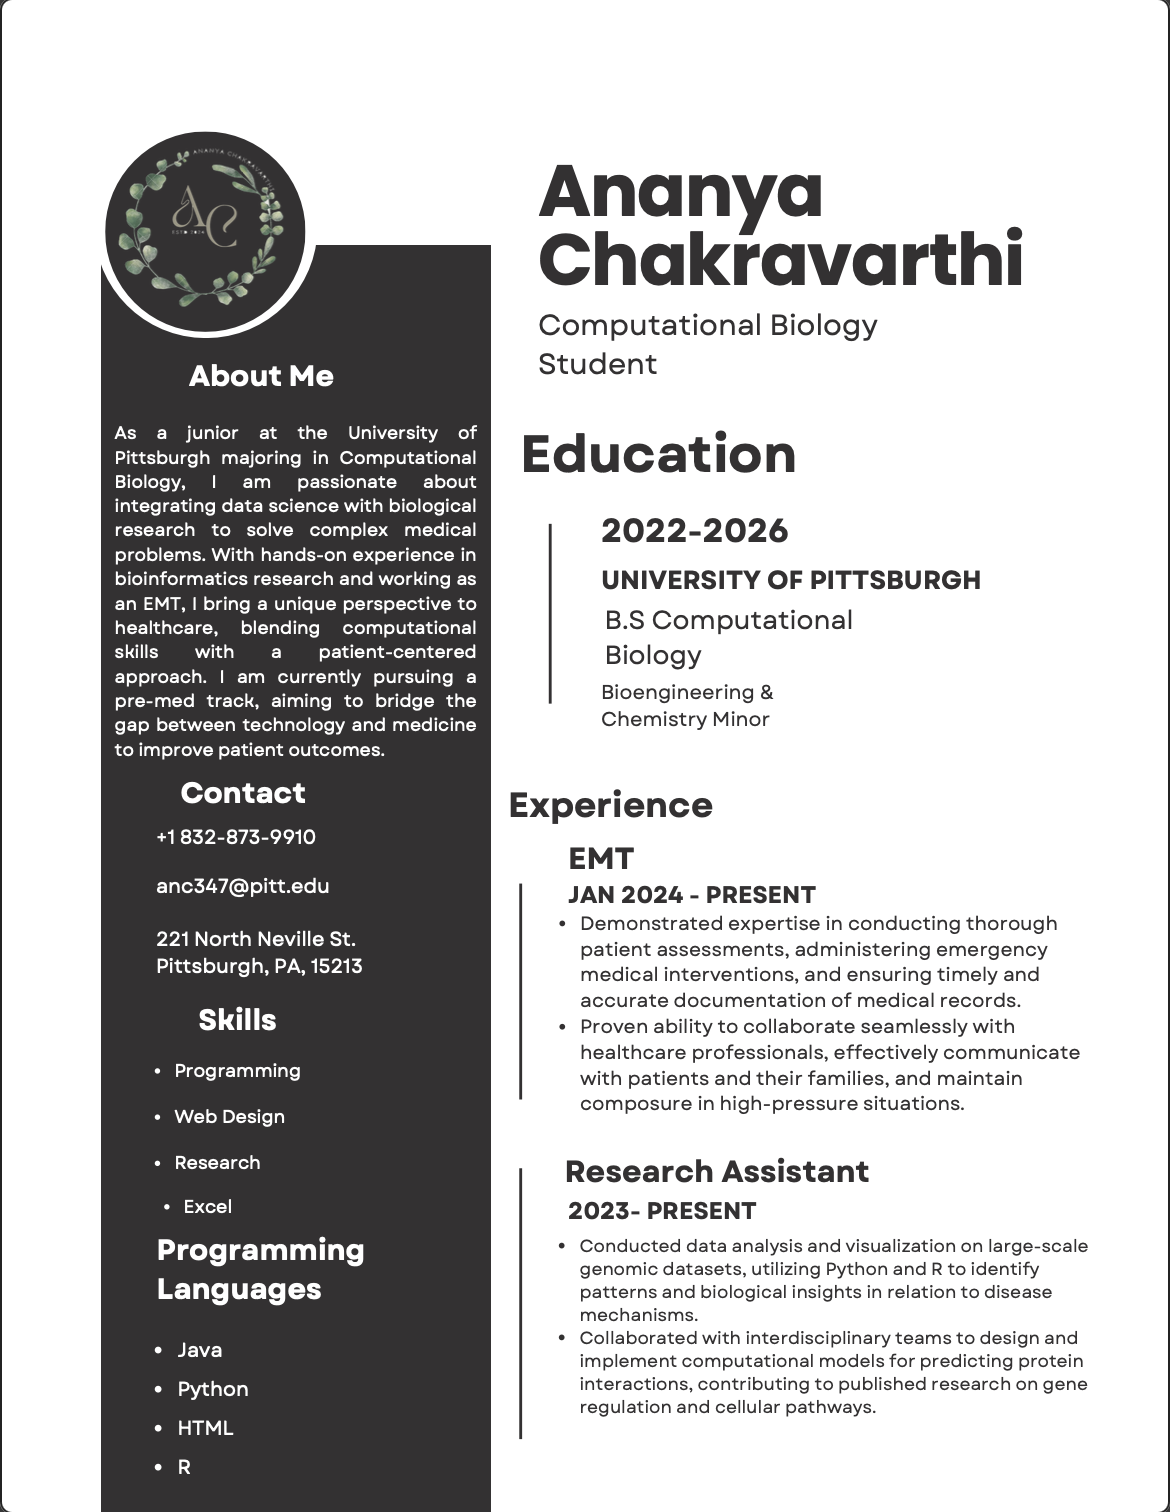 ANANYA CHAKRAVARTHI
AC
Ananya
Chakravarthi
Computational Biology
Student
About Me
As a junior at the University of
Pittsburgh majoring in Computational
Biology, I am passionate about
integrating data science with biological
research to solve complex medical
problems. With hands-on experience in
bioinformatics research and working as
an EMT, I bring a unique perspective to
healthcare, blending computational
skills with a patient-centered
approach. I am currently pursuing a
pre-med track, aiming to bridge the
gap between technology and medicine
to improve patient outcomes.
Contact
+1 832-873-9910
anc347@pitt.edu
221 North Neville St.
Pittsburgh, PA, 15213
Skills
• Programming
• Web Design
• Research
• Excel
Programming
Languages
• Java
• Python
• HTML
• R
Education
2022-2026
UNIVERSITY OF PITTSBURGH
B.S Computational
Biology
Bioengineering &
Chemistry Minor
Experience
EMT
JAN 2024 - PRESENT
• Demonstrated expertise in conducting thorough
patient assessments, administering emergency
medical interventions, and ensuring timely and
accurate documentation of medical records.
• Proven ability to collaborate seamlessly with
healthcare professionals, effectively communicate
with patients and their families, and maintain
composure in high-pressure situations.
Research Assistant
2023- PRESENT
• Conducted data analysis and visualization on large-scale
genomic datasets, utilizing Python and R to identify
patterns and biological insights in relation to disease
mechanisms.
• Collaborated with interdisciplinary teams to design and
implement computational models for predicting protein
interactions, contributing to published research on gene
regulation and cellular pathways.